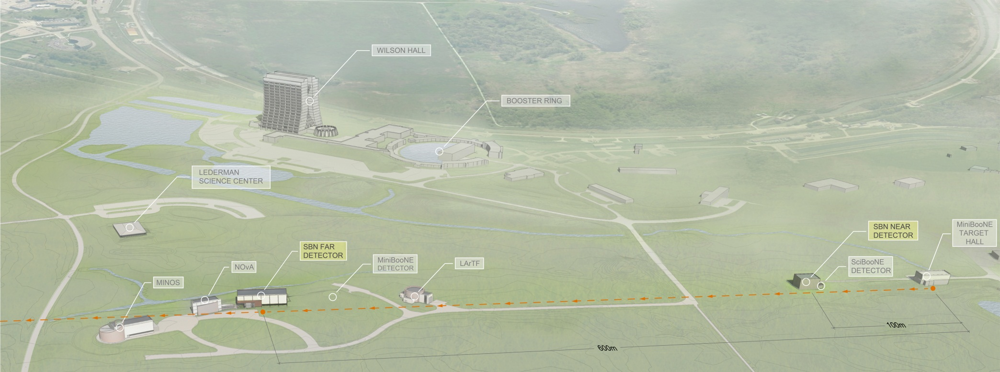 WILSON HALL
BOOSTER RING
LEDERMAN
SCIENCE CENTER
SBN NEAR
DETECTOR
MiniBooNE
TARGET
HALL
SBN FAR
DETECTOR
MiniBooNE
DETECTOR
LArTF
SciBooNE
DETECTOR
NOvA
MINOS
100m
600m